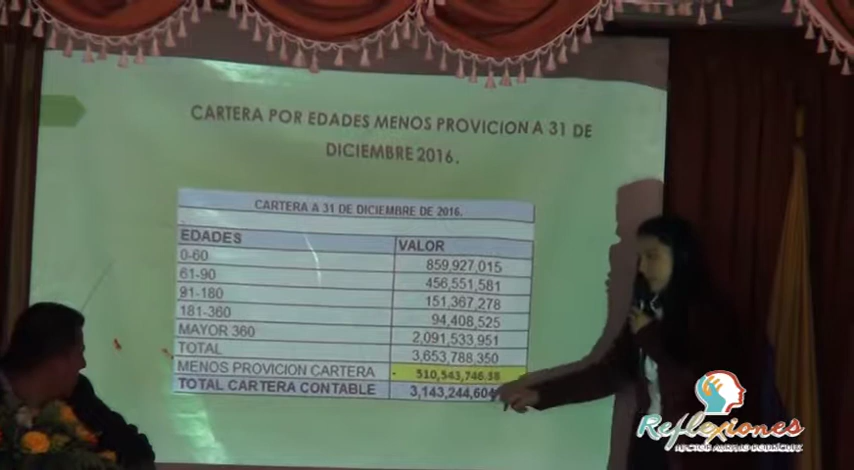 CARTERA POR EDADES MENOS PROVICION A 31 DE
DICIEMBRE 2016.
CARTERA A 31 DE DICIEMBRE DE 2016.
EDADES VALOR
0-60 859,927,015
61-90 456,551,581
91-180 151,367,278
181-360 94,408,525
MAYOR 360 2,091,533,951
TOTAL 3,653,788,350
MENOS PROVICION CARTERA - 510,543,746.58
TOTAL CARTERA CONTABLE 3,143,244,604
Reflexiones
HECTOR AURELIO RODRÍGUEZ